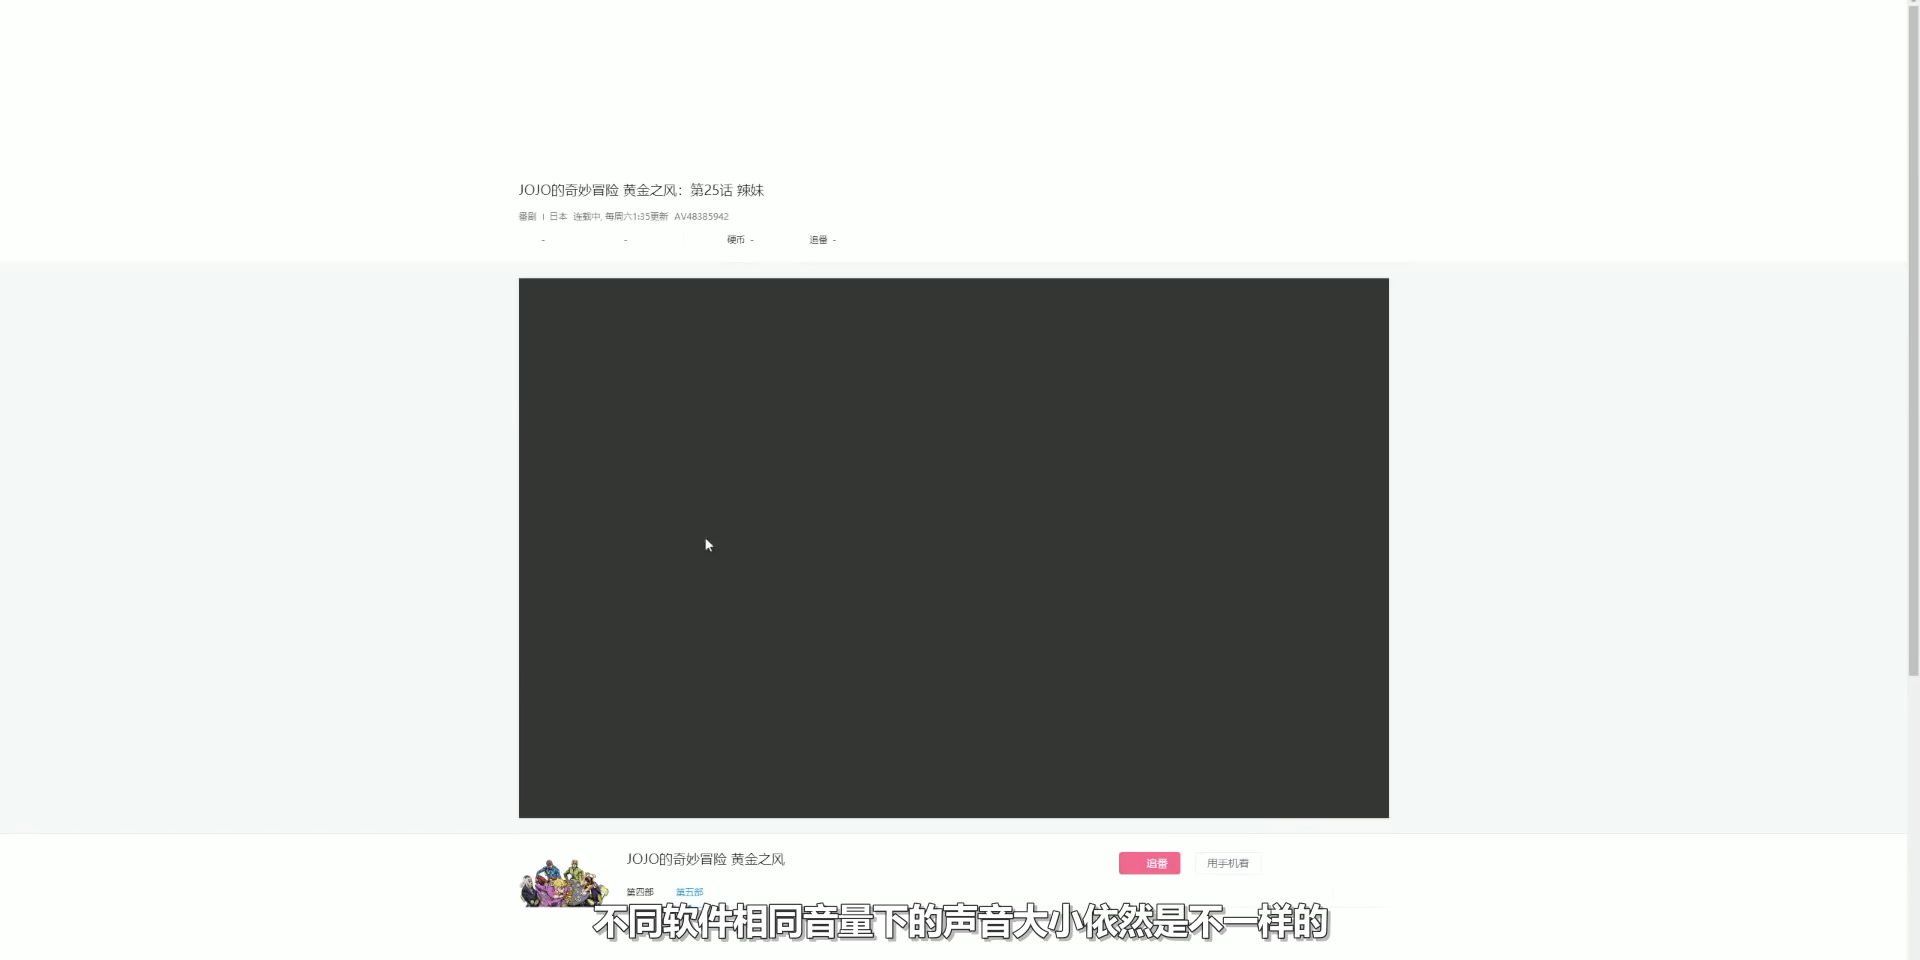 JOJO的奇妙冒险 黄金之风：第25话 辣妹
番剧 | 日本 连载中, 每周六1:35更新 AV48385942
- - 硬币 - 追番 -
JOJO的奇妙冒险 黄金之风
追番 用手机看
第四部 第五部
不同软件相同音量下的声音大小依然是不一样的